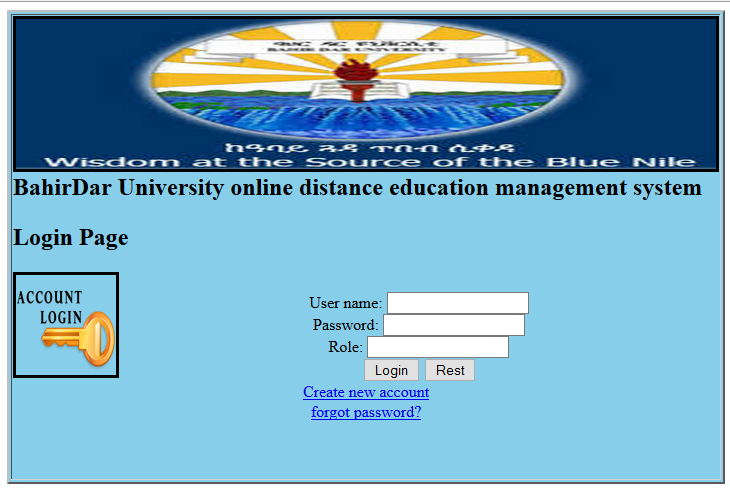 ባሕር ዳር ዩኒቨርሲቲ
BAHIR DAR UNIVERSITY
ከዓባይ ጓዳ ጥበብ ሲቀዳ
Wisdom at the Source of the Blue Nile
BahirDar University online distance education management system
Login Page
ACCOUNT
LOGIN
User name:
Password:
Role:
Login Rest
Create new account
forgot password?